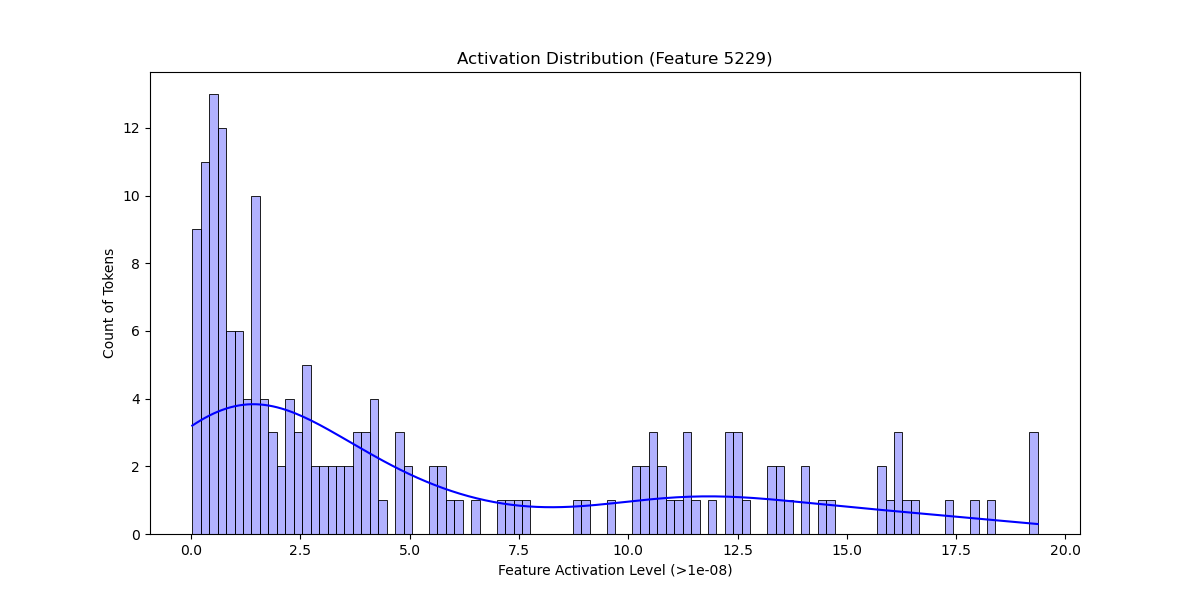 Activation Distribution (Feature 5229)
Count of Tokens
12
10
8
6
4
2
0
0.0 2.5 5.0 7.5 10.0 12.5 15.0 17.5 20.0
Feature Activation Level (>1e-08)